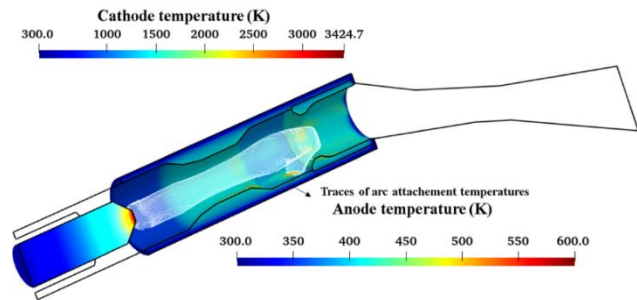 Cathode temperature (K)
300.0 1000 1500 2000 2500 3000 3424.7
Traces of arc attachement temperatures
Anode temperature (K)
300.0 350 400 450 500 550 600.0